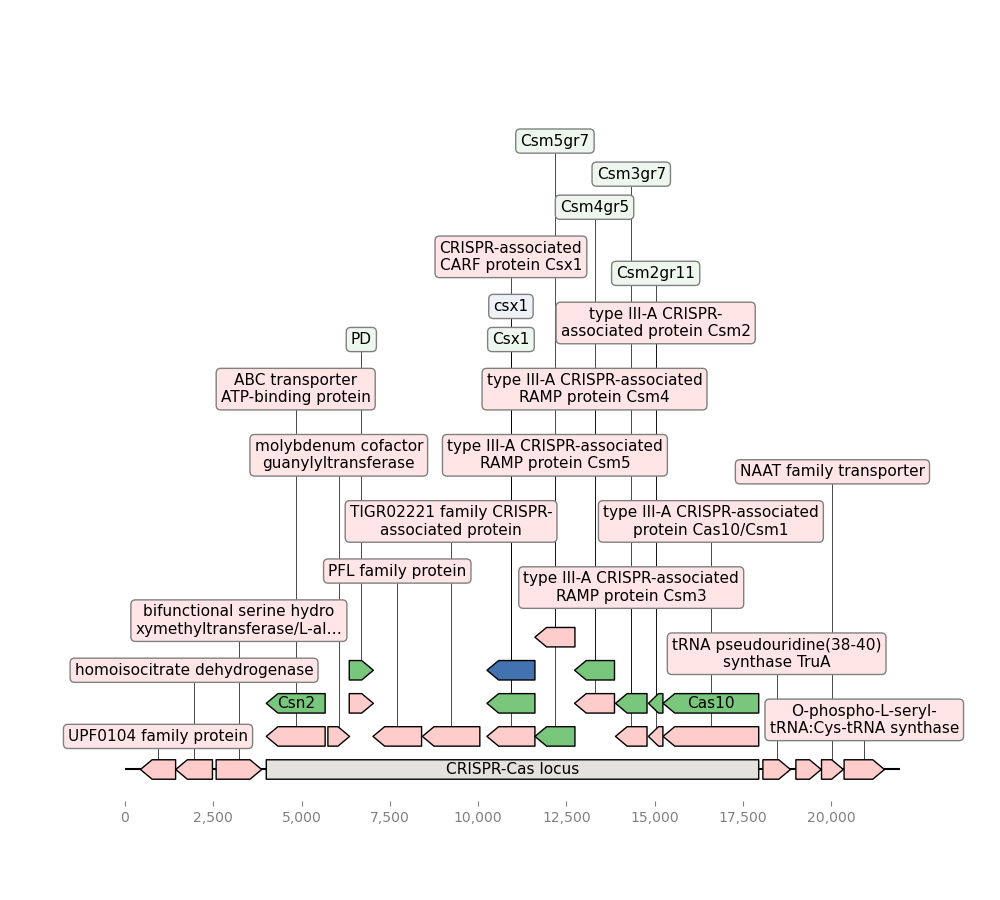 Csm5gr7
Csm3gr7
Csm4gr5
CRISPR-associated
CARF protein Csx1
Csm2gr11
csx1
type III-A CRISPR-
associated protein Csm2
PD
Csx1
ABC transporter
ATP-binding protein
type III-A CRISPR-associated
RAMP protein Csm4
molybdenum cofactor
guanylyltransferase
type III-A CRISPR-associated
RAMP protein Csm5
NAAT family transporter
TIGR02221 family CRISPR-
associated protein
type III-A CRISPR-associated
protein Cas10/Csm1
PFL family protein
type III-A CRISPR-associated
RAMP protein Csm3
bifunctional serine hydro
xymethyltransferase/L-al...
tRNA pseudouridine(38-40)
synthase TruA
homoisocitrate dehydrogenase
Csn2
Cas10
O-phospho-L-seryl-
tRNA:Cys-tRNA synthase
UPF0104 family protein
CRISPR-Cas locus
0 2,500 5,000 7,500 10,000 12,500 15,000 17,500 20,000